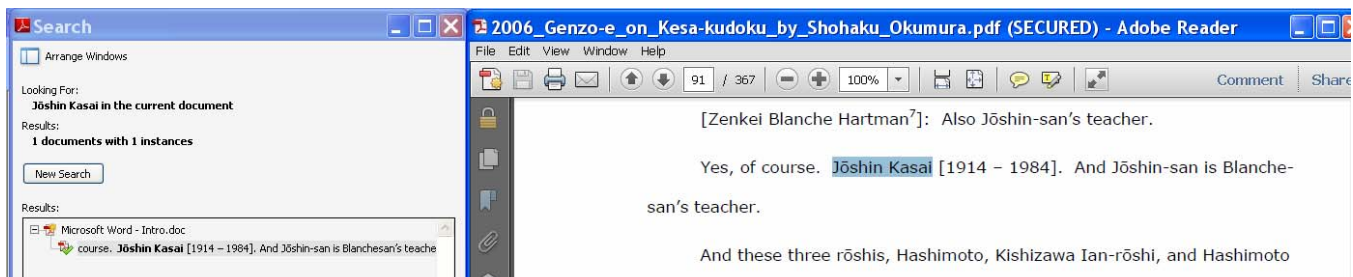 Search
Arrange Windows
Looking For:
Jōshin Kasai in the current document
Results:
1 documents with 1 instances
New Search
Results:
Microsoft Word - Intro.doc
course. Jōshin Kasai [1914 – 1984]. And Jōshin-san is Blanchesan's teache
2006_Genzo-e_on_Kesa-kudoku_by_Shohaku_Okumura.pdf (SECURED) - Adobe Reader
File Edit View Window Help
91 / 367 100% Comment Share
[Zenkei Blanche Hartman7]: Also Jōshin-san's teacher.
Yes, of course. Jōshin Kasai [1914 – 1984]. And Jōshin-san is Blanche-
san's teacher.
And these three rōshis, Hashimoto, Kishizawa Ian-rōshi, and Hashimoto